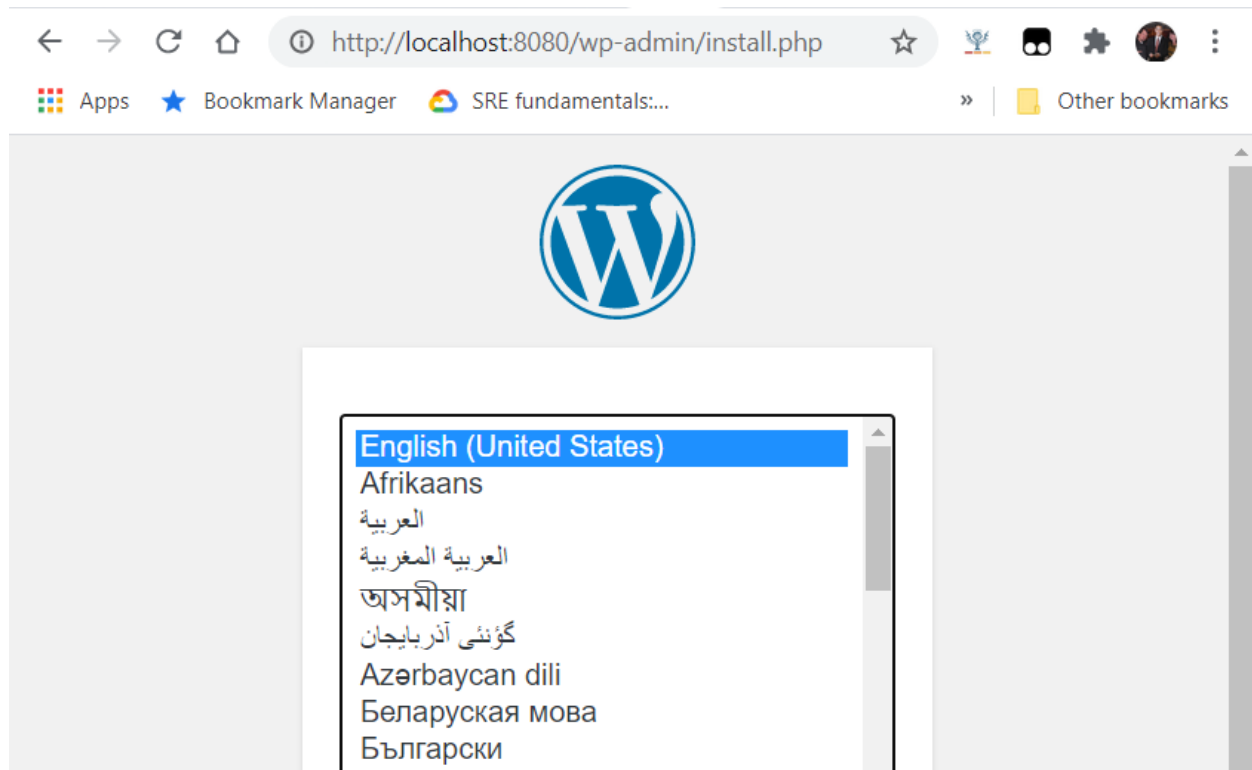 http://localhost:8080/wp-admin/install.php
Apps Bookmark Manager SRE fundamentals:... » Other bookmarks
English (United States)
Afrikaans
العربية
العربية المغربية
অসমীয়া
گؤنئی آذربایجان
Azərbaycan dili
Беларуская мова
Български